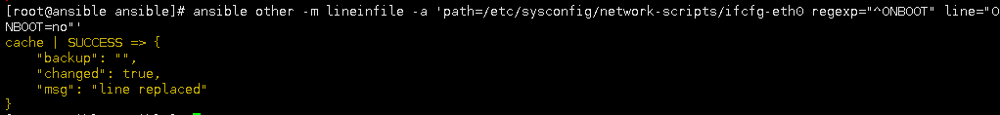 [root@ansible ansible]# ansible other -m lineinfile -a 'path=/etc/sysconfig/network-scripts/ifcfg-eth0 regexp="^ONBOOT" line="O
NBOOT=no"'
cache | SUCCESS => {
    "backup": "",
    "changed": true,
    "msg": "line replaced"
}